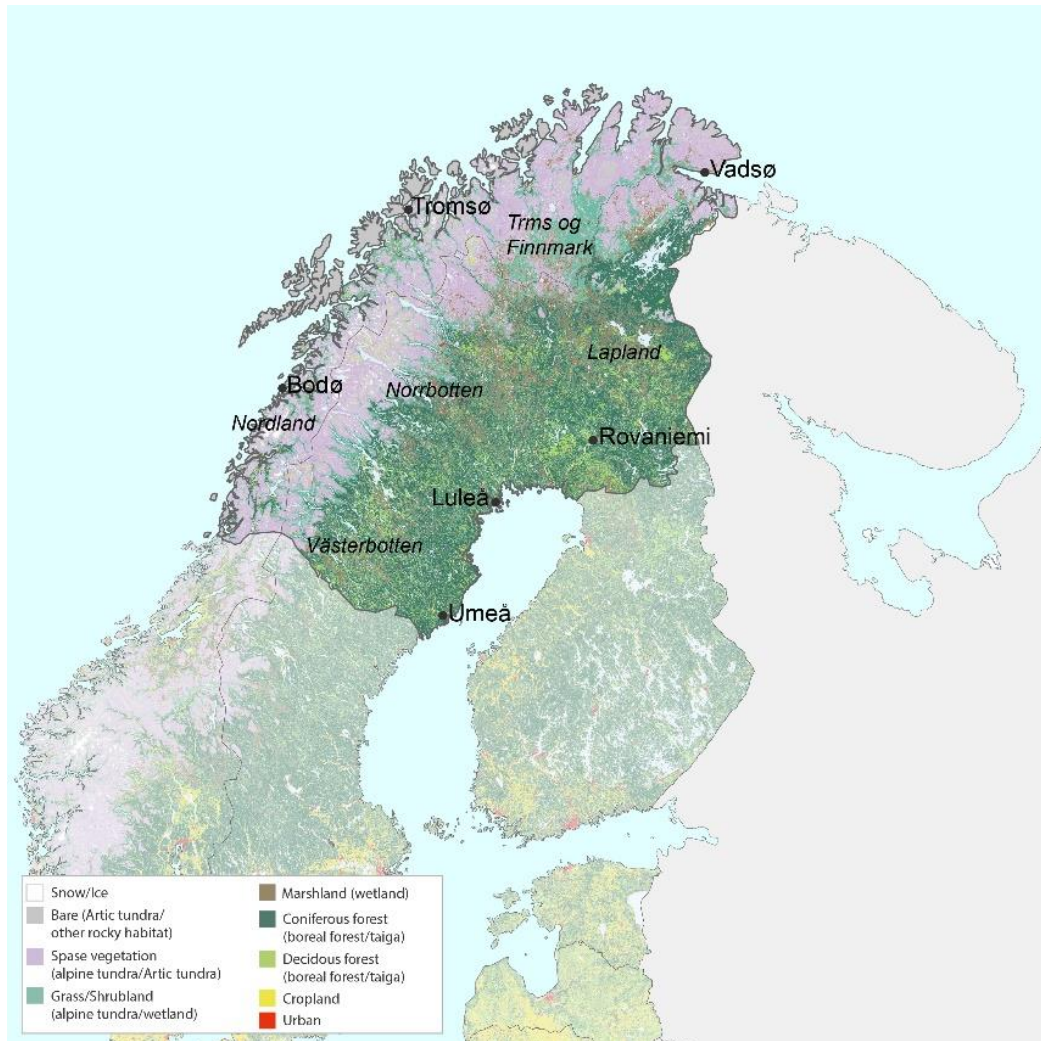 Vadsø
Tromsø
Trms og
Finnmark
Lapland
Bodø
Norrbotten
Nordland
Rovaniemi
Luleå
Västerbotten
Umeå
Snow/Ice
Bare (Artic tundra/
other rocky habitat)
Spase vegetation
(alpine tundra/Artic tundra)
Grass/Shrubland
(alpine tundra/wetland)
Marshland (wetland)
Coniferous forest
(boreal forest/taiga)
Decidous forest
(boreal forest/taiga)
Cropland
Urban